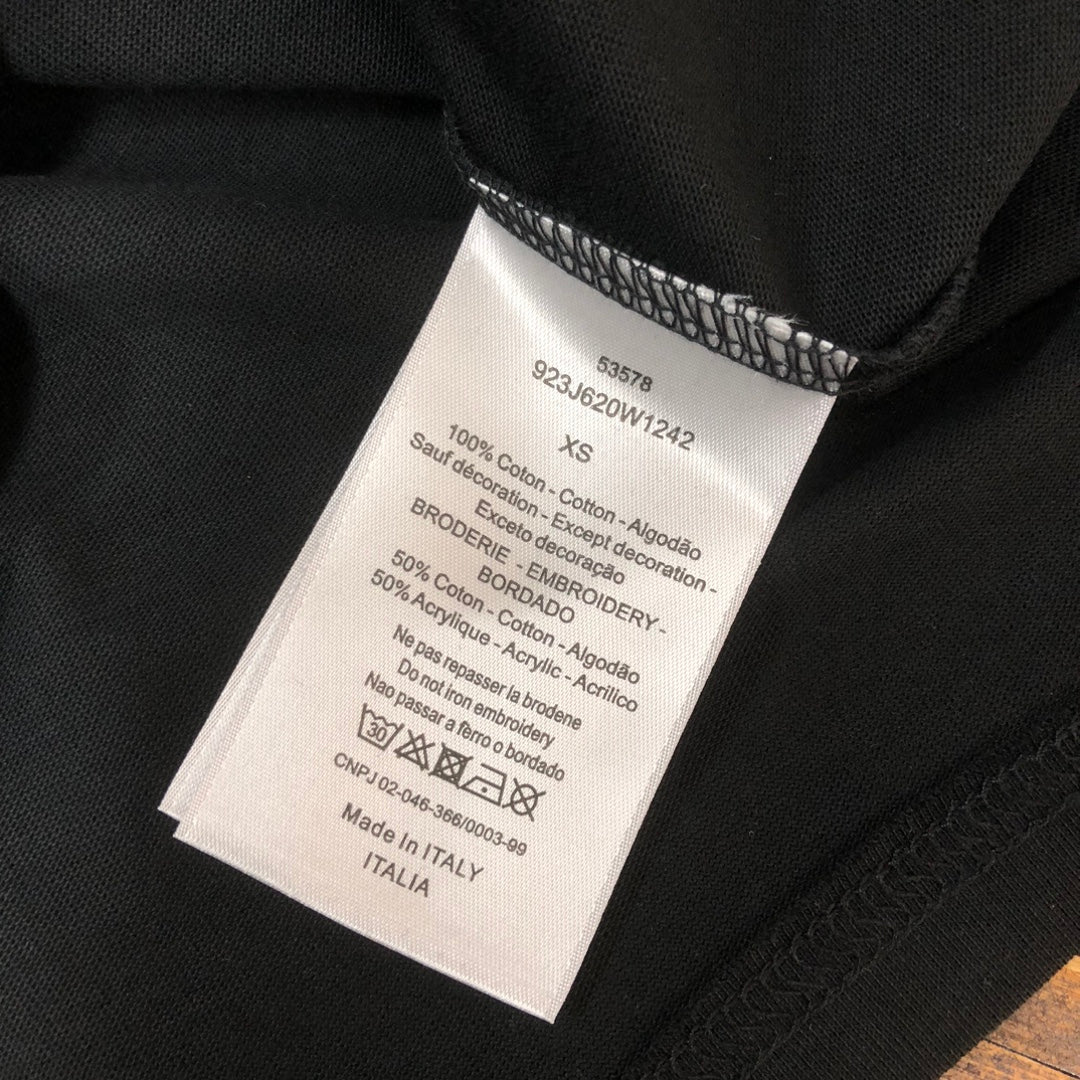 53578
923J620W1242
XS
100% Coton - Cotton - Algodão
Sauf décoration - Except decoration -
Exceto decoração
BRODERIE - EMBROIDERY -
BORDADO
50% Coton - Cotton - Algodão
50% Acrylique - Acrylic - Acrilico
Ne pas repasser la brodene
Do not iron embroidery
Nao passar a ferro o bordado
30
CNPJ 02-046-366/0003-99
Made In ITALY
ITALIA